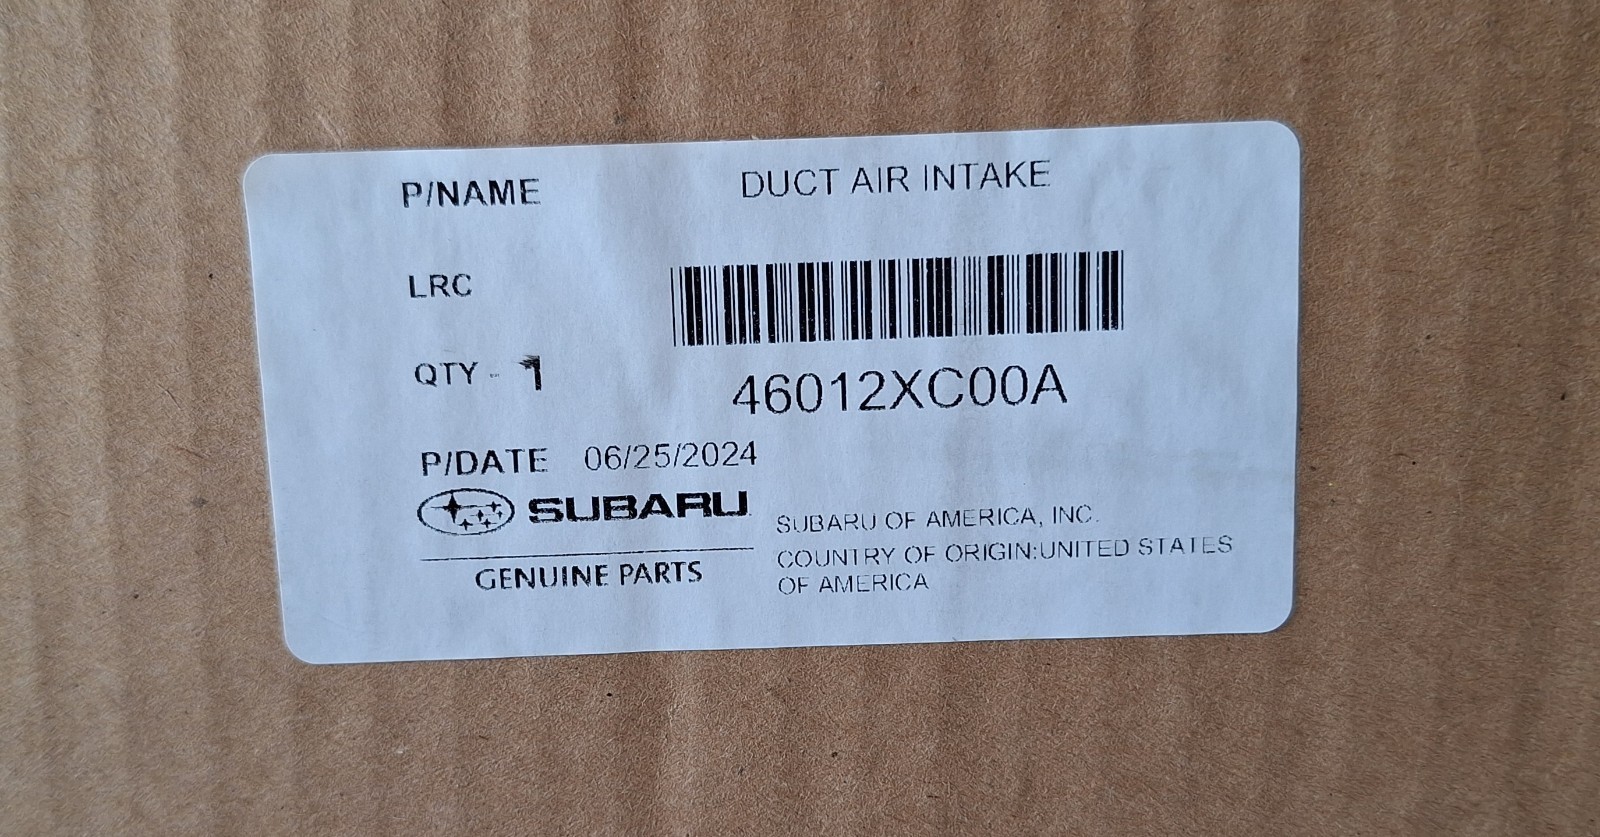 P/NAME DUCT AIR INTAKE
LRC
QTY - 1
46012XC00A
P/DATE 06/25/2024
SUBARU
GENUINE PARTS
SUBARU OF AMERICA, INC.
COUNTRY OF ORIGIN:UNITED STATES
OF AMERICA